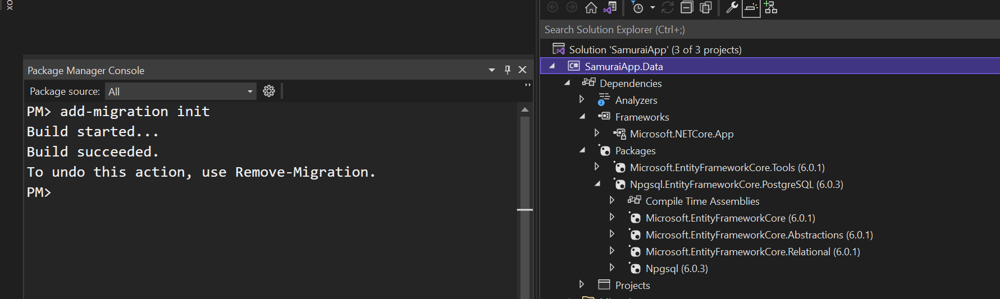 Package Manager Console
Package source: All
PM> add-migration init
Build started...
Build succeeded.
To undo this action, use Remove-Migration.
PM>
Search Solution Explorer (Ctrl+;)
Solution 'SamuraiApp' (3 of 3 projects)
C# SamuraiApp.Data
Dependencies
Analyzers
Frameworks
Microsoft.NETCore.App
Packages
Microsoft.EntityFrameworkCore.Tools (6.0.1)
Npgsql.EntityFrameworkCore.PostgreSQL (6.0.3)
Compile Time Assemblies
Microsoft.EntityFrameworkCore (6.0.1)
Microsoft.EntityFrameworkCore.Abstractions (6.0.1)
Microsoft.EntityFrameworkCore.Relational (6.0.1)
Npgsql (6.0.3)
Projects